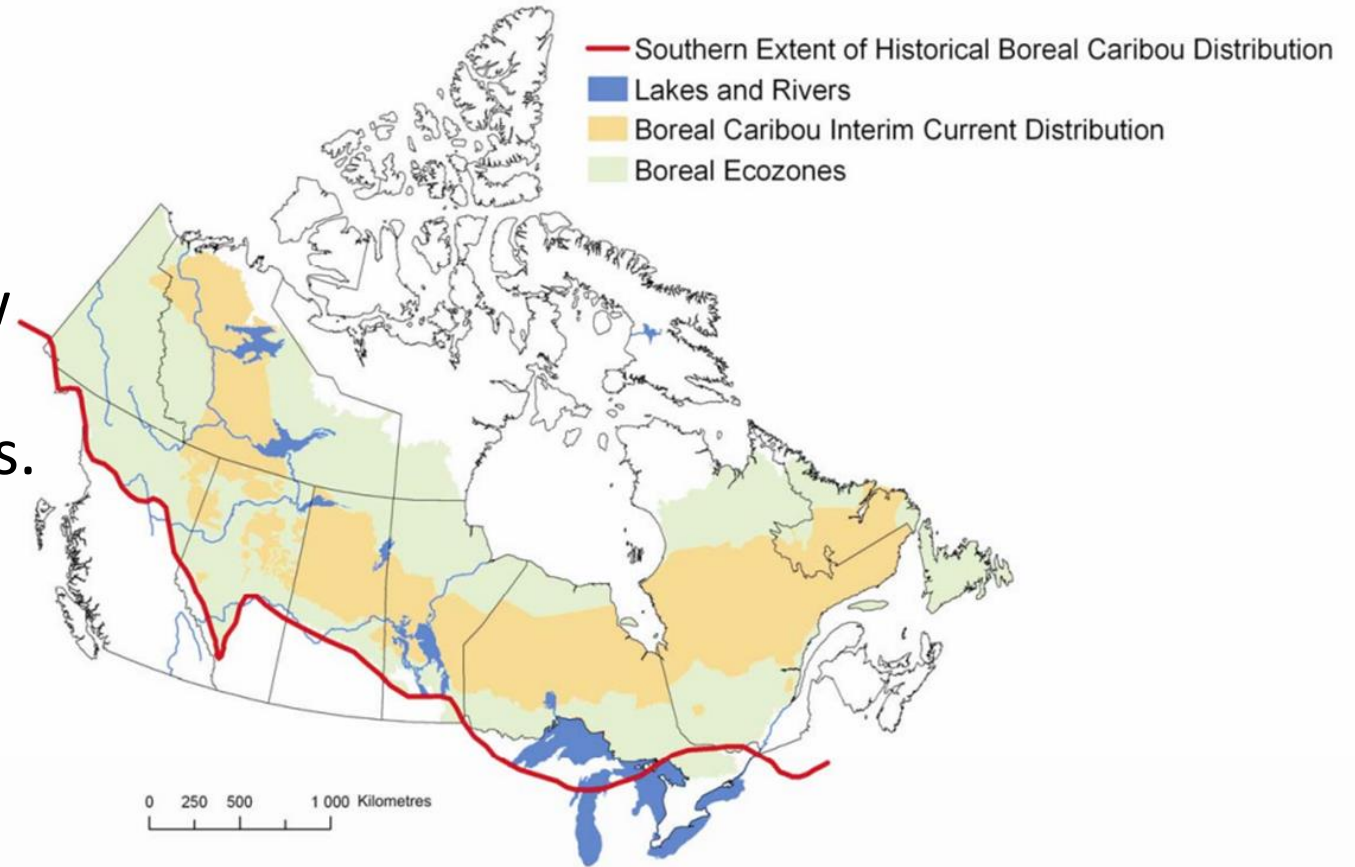 Southern Extent of Historical Boreal Caribou Distribution
Lakes and Rivers
Boreal Caribou Interim Current Distribution
Boreal Ecozones
s.
0 250 500 1 000 Kilometres